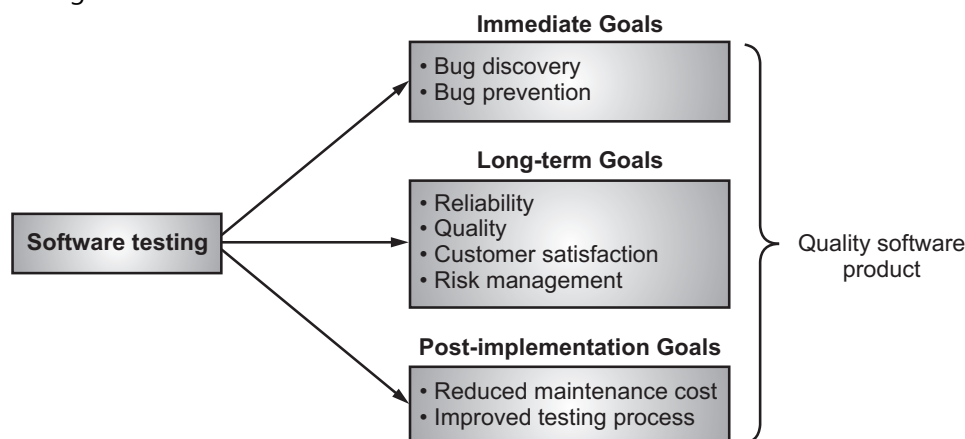 Immediate Goals
• Bug discovery
• Bug prevention
Long-term Goals
• Reliability
• Quality
• Customer satisfaction
• Risk management
Software testing
Quality software
product
Post-implementation Goals
• Reduced maintenance cost
• Improved testing process